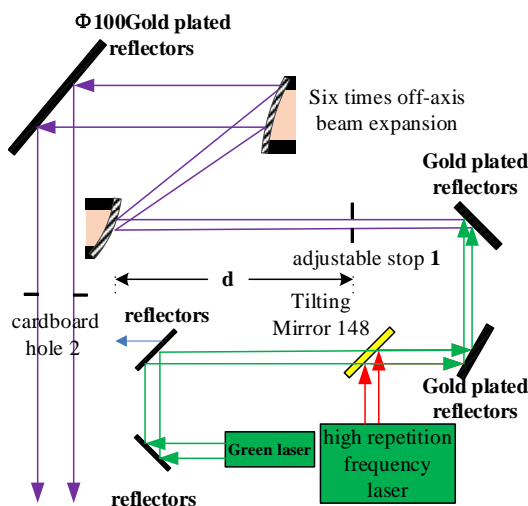 Φ100Gold plated
reflectors
Six times off-axis
beam expansion
Gold plated
reflectors
adjustable stop 1
d
Tilting
Mirror 148
cardboard
hole 2
reflectors
Gold plated
reflectors
Green laser
high repetition
frequency
laser
reflectors